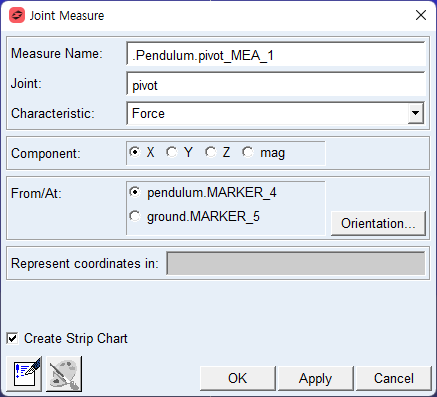 Joint Measure
Measure Name: .Pendulum.pivot_MEA_1
Joint: pivot
Characteristic: Force
Component: X Y Z mag
From/At: pendulum.MARKER_4
ground.MARKER_5
Orientation...
Represent coordinates in:
Create Strip Chart
OK Apply Cancel